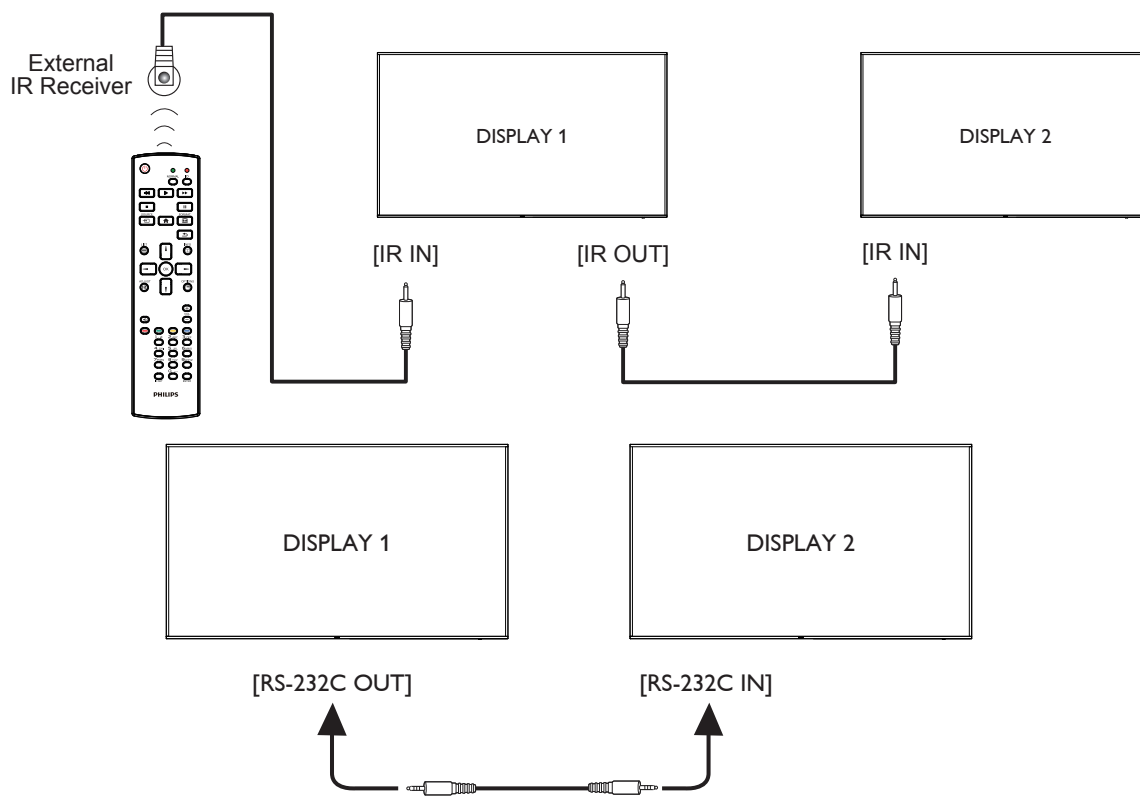 External
IR Receiver
DISPLAY 1
DISPLAY 2
[IR IN]
[IR OUT]
[IR IN]
PHILIPS
DISPLAY 1
DISPLAY 2
[RS-232C OUT]
[RS-232C IN]